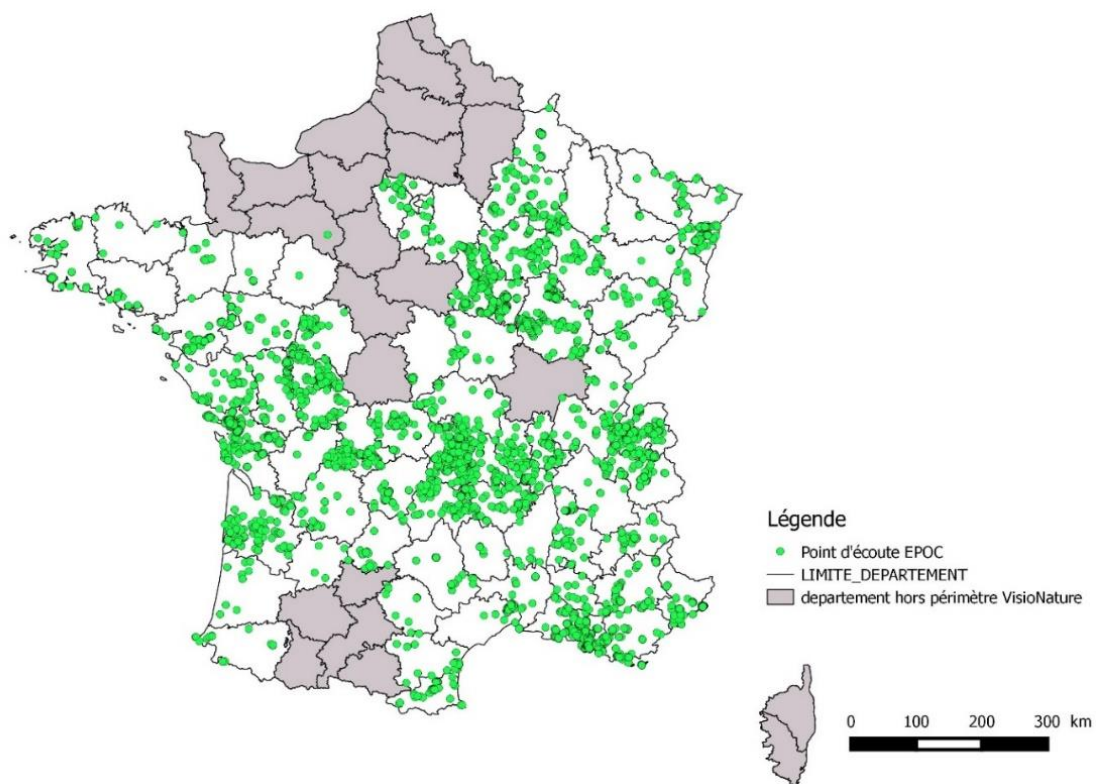 Légende
Point d'écoute EPOC
LIMITE_DEPARTEMENT
departement hors périmètre VisioNature
0 100 200 300 km